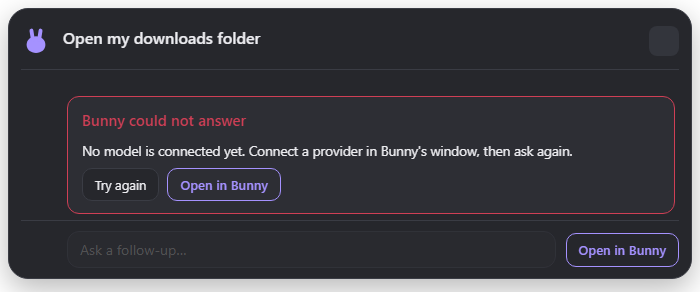 Open my downloads folder
Bunny could not answer
No model is connected yet. Connect a provider in Bunny's window, then ask again.
Try again
Open in Bunny
Ask a follow-up...
Open in Bunny